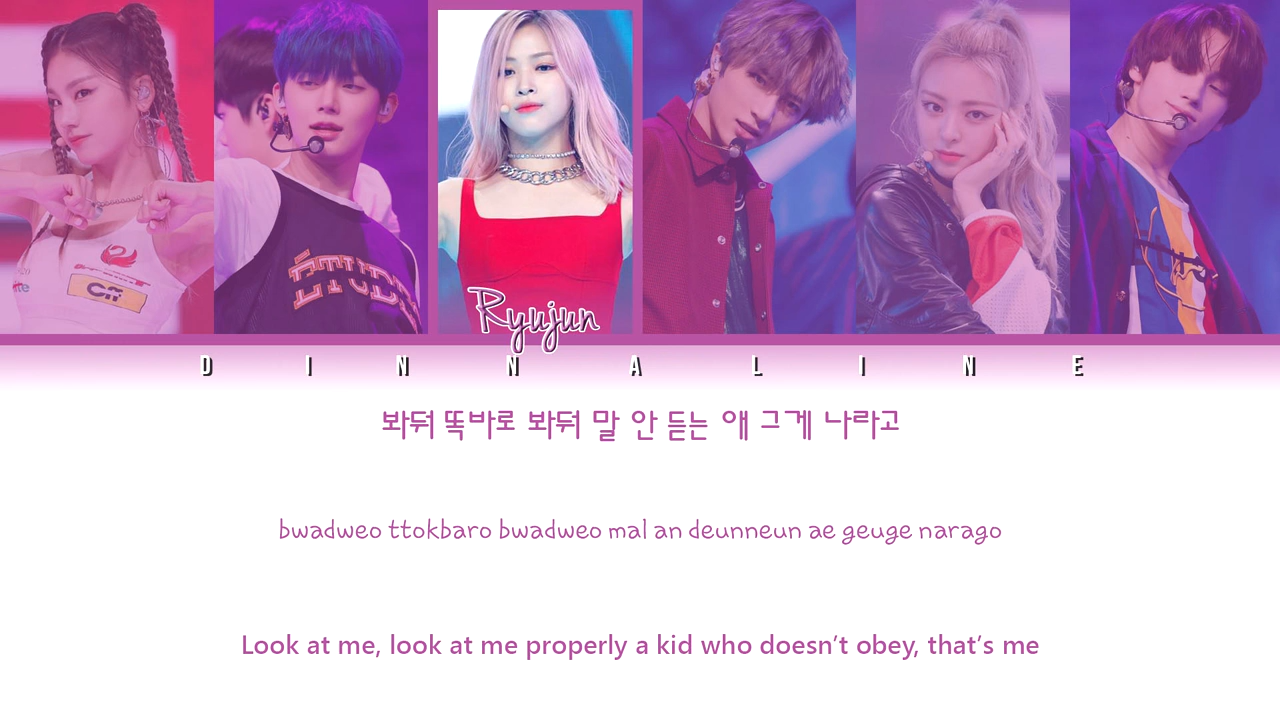 ÉTUDE
Ryujun
D I N N A L I N E
봐둬 똑바로 봐둬 말 안 듣는 애 그게 나라고
bwadweo ttokbaro bwadweo mal an deunneun ae geuge narago
Look at me, look at me properly a kid who doesn't obey, that's me